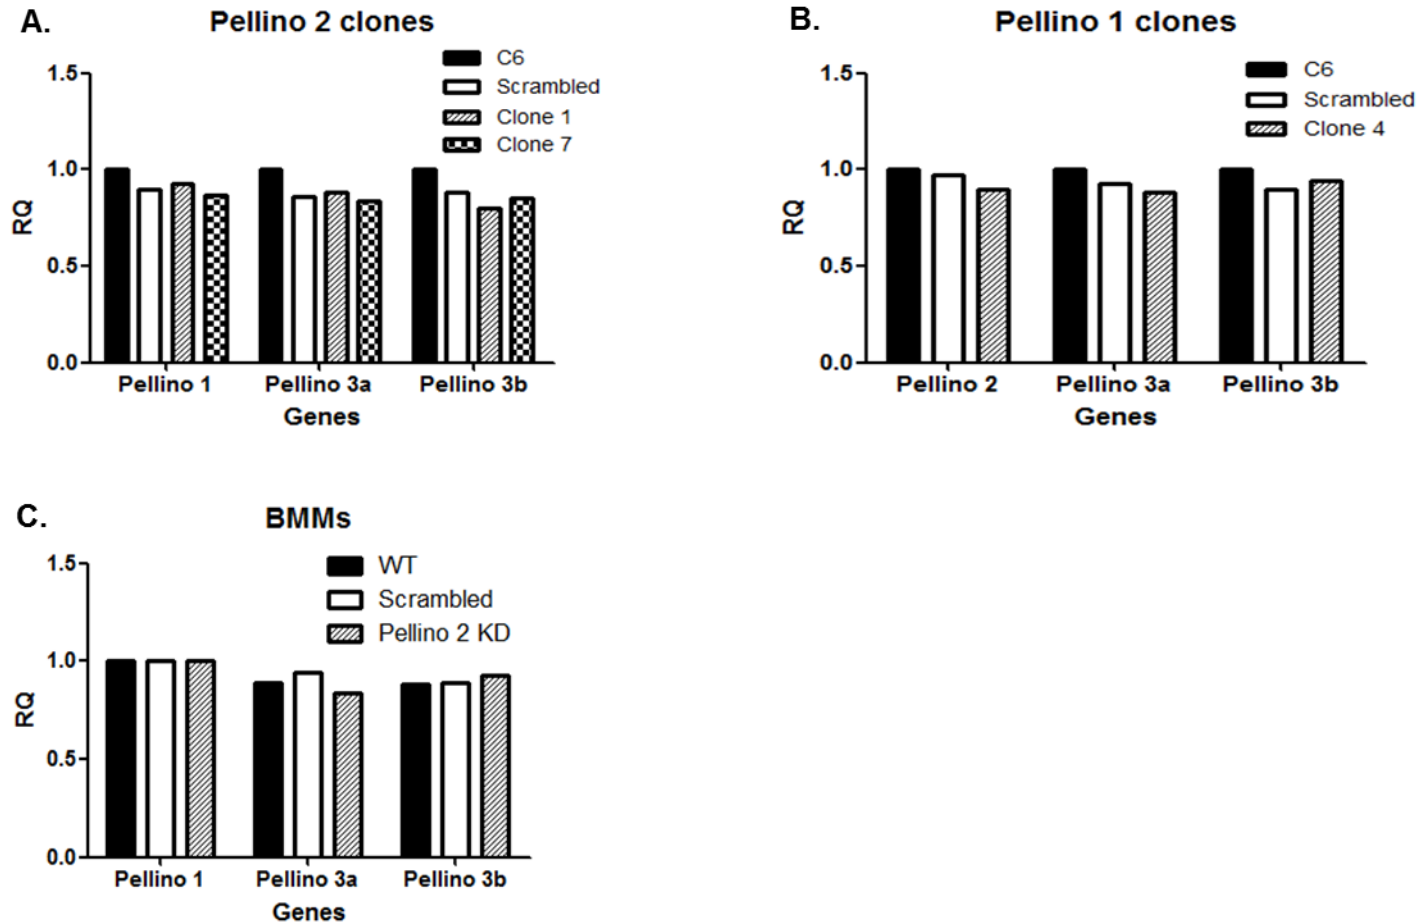 A.
Pellino 2 clones
C6
Scrambled
Clone 1
Clone 7
1.5
1.0
0.5
0.0
RQ
Pellino 1
Pellino 3a
Pellino 3b
Genes
B.
Pellino 1 clones
C6
Scrambled
Clone 4
1.5
1.0
0.5
0.0
RQ
Pellino 2
Pellino 3a
Pellino 3b
Genes
C.
BMMs
WT
Scrambled
Pellino 2 KD
1.5
1.0
0.5
0.0
RQ
Pellino 1
Pellino 3a
Pellino 3b
Genes